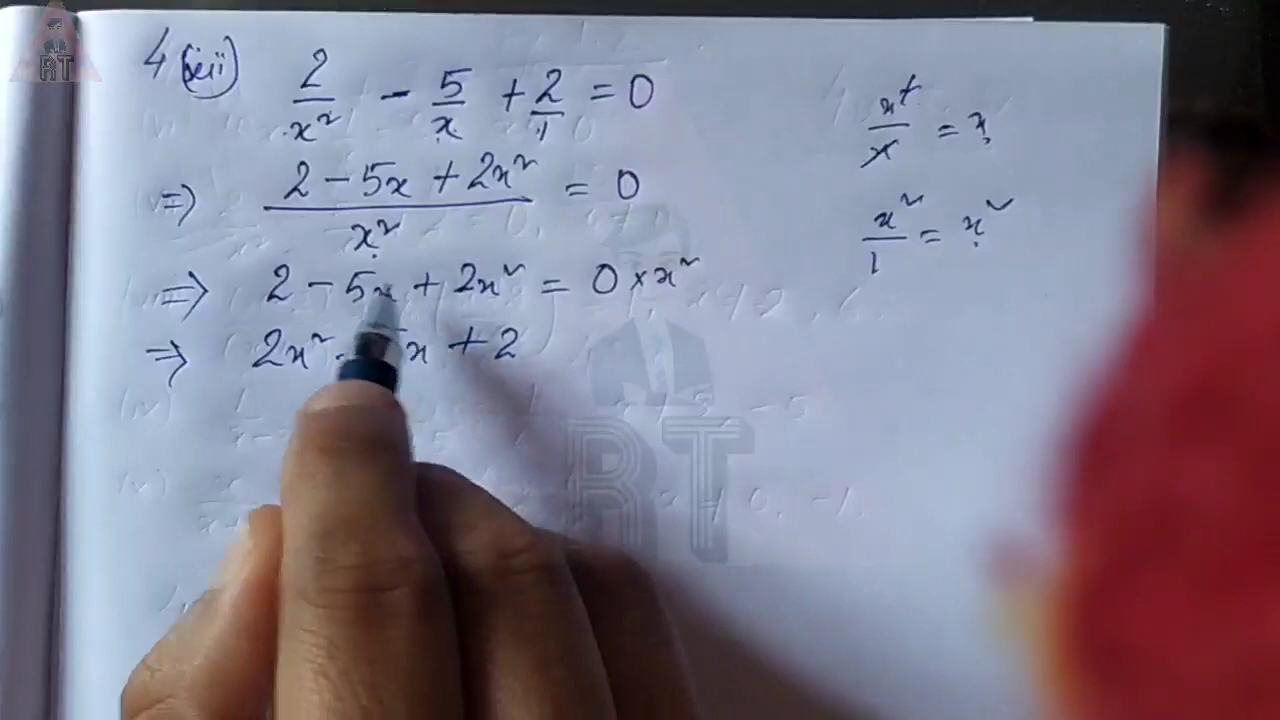 4(xii) 2/x² - 5/x + 2/1 = 0
⇒ 2 - 5x + 2x²/x² = 0
⇒ 2 - 5x + 2x² = 0 × x²
⇒ 2x² - x + 2
x²/x = x
x²/1 = x²
RT
RT